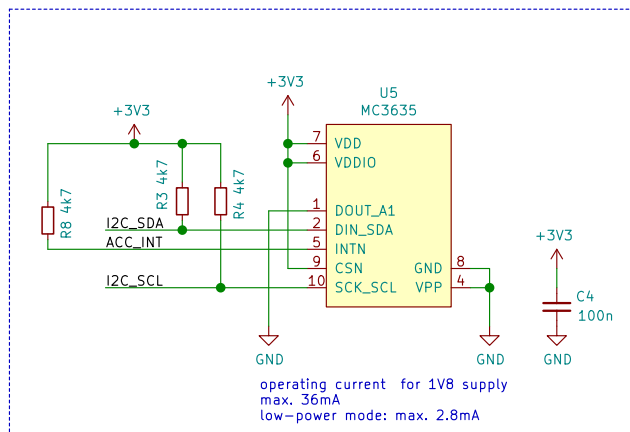 U5
MC3635
+3V3
+3V3
7 VDD
6 VDDIO
R3 4k7
R4 4k7
R8 4k7
1 DOUT_A1
I2C_SDA
2 DIN_SDA
ACC_INT
5 INTN
+3V3
9 CSN
GND 8
I2C_SCL
10 SCK_SCL
VPP 4
C4
100n
GND
GND
GND
operating current  for 1V8 supply
max. 36mA
low-power mode: max. 2.8mA